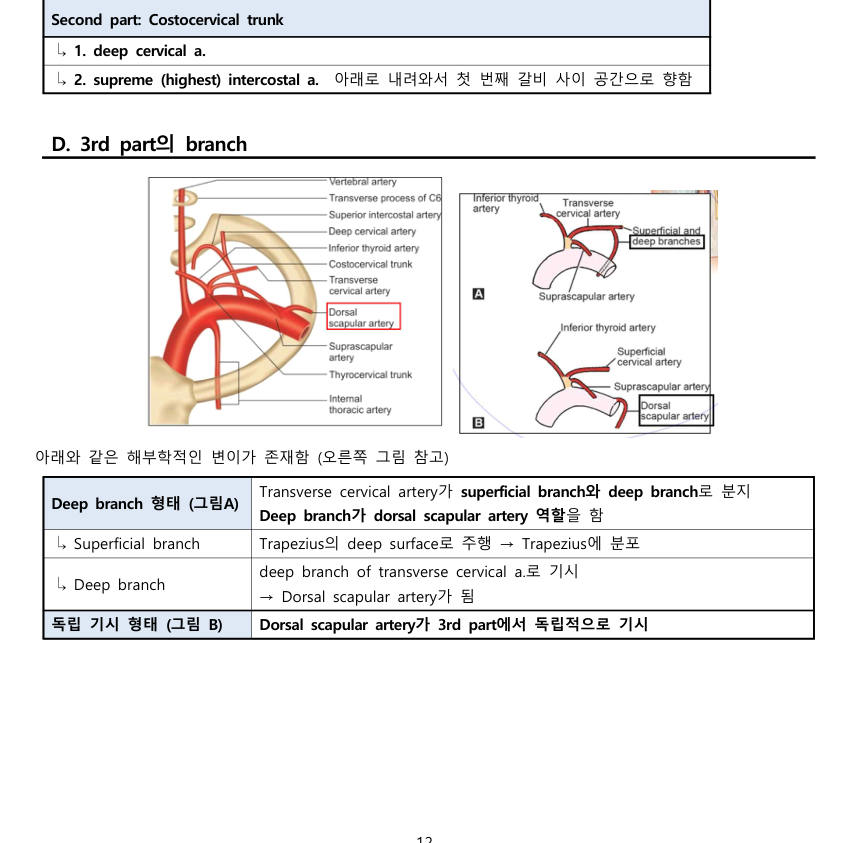 Second part: Costocervical trunk
↳ 1. deep cervical a.
↳ 2. supreme (highest) intercostal a. 아래로 내려와서 첫 번째 갈비 사이 공간으로 향함
D. 3rd part의 branch
Vertebral artery
Transverse process of C6
Superior intercostal artery
Deep cervical artery
Inferior thyroid artery
Costocervical trunk
Transverse
cervical artery
Dorsal
scapular artery
Suprascapular
artery
Thyrocervical trunk
Internal
thoracic artery
Inferior thyroid
artery
Transverse
cervical artery
Superficial and
deep branches
A
Suprascapular artery
Inferior thyroid artery
Superficial
cervical artery
Suprascapular artery
Dorsal
scapular artery
B
아래와 같은 해부학적인 변이가 존재함 (오른쪽 그림 참고)
Deep branch 형태 (그림A)
Transverse cervical artery가 superficial branch와 deep branch로 분지
Deep branch가 dorsal scapular artery 역할을 함
↳ Superficial branch
Trapezius의 deep surface로 주행 → Trapezius에 분포
↳ Deep branch
deep branch of transverse cervical a.로 기시
→ Dorsal scapular artery가 됨
독립 기시 형태 (그림 B)
Dorsal scapular artery가 3rd part에서 독립적으로 기시
12